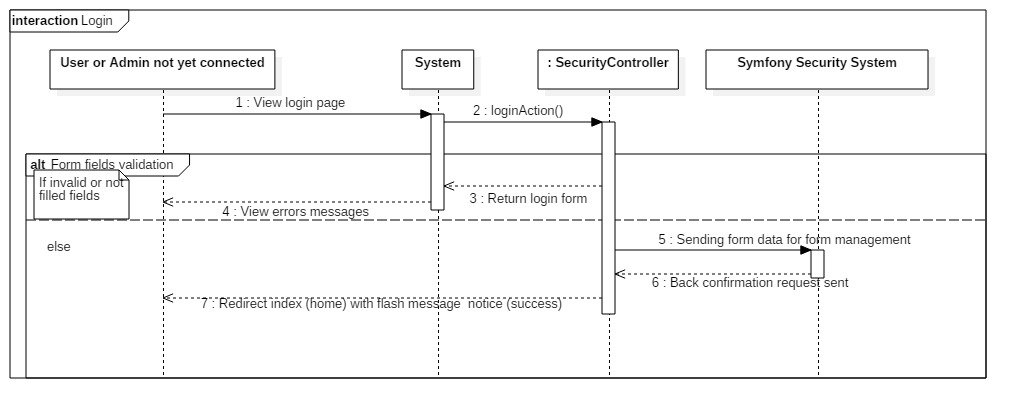 interaction Login
User or Admin not yet connected
System
: SecurityController
Symfony Security System
1 : View login page
2 : loginAction()
alt Form fields validation
If invalid or not
filled fields
3 : Return login form
4 : View errors messages
else
5 : Sending form data for form management
6 : Back confirmation request sent
7 : Redirect index (home) with flash message  notice (success)